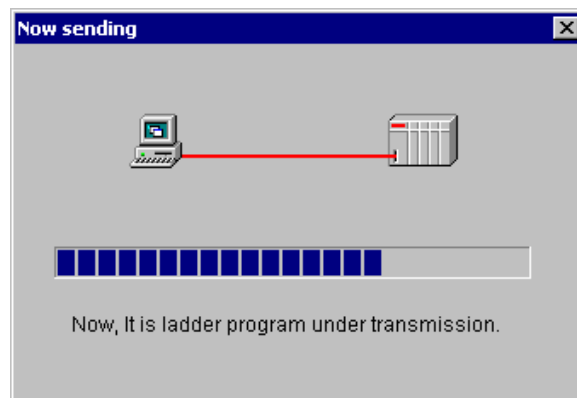 Now sending
Now, It is ladder program under transmission.